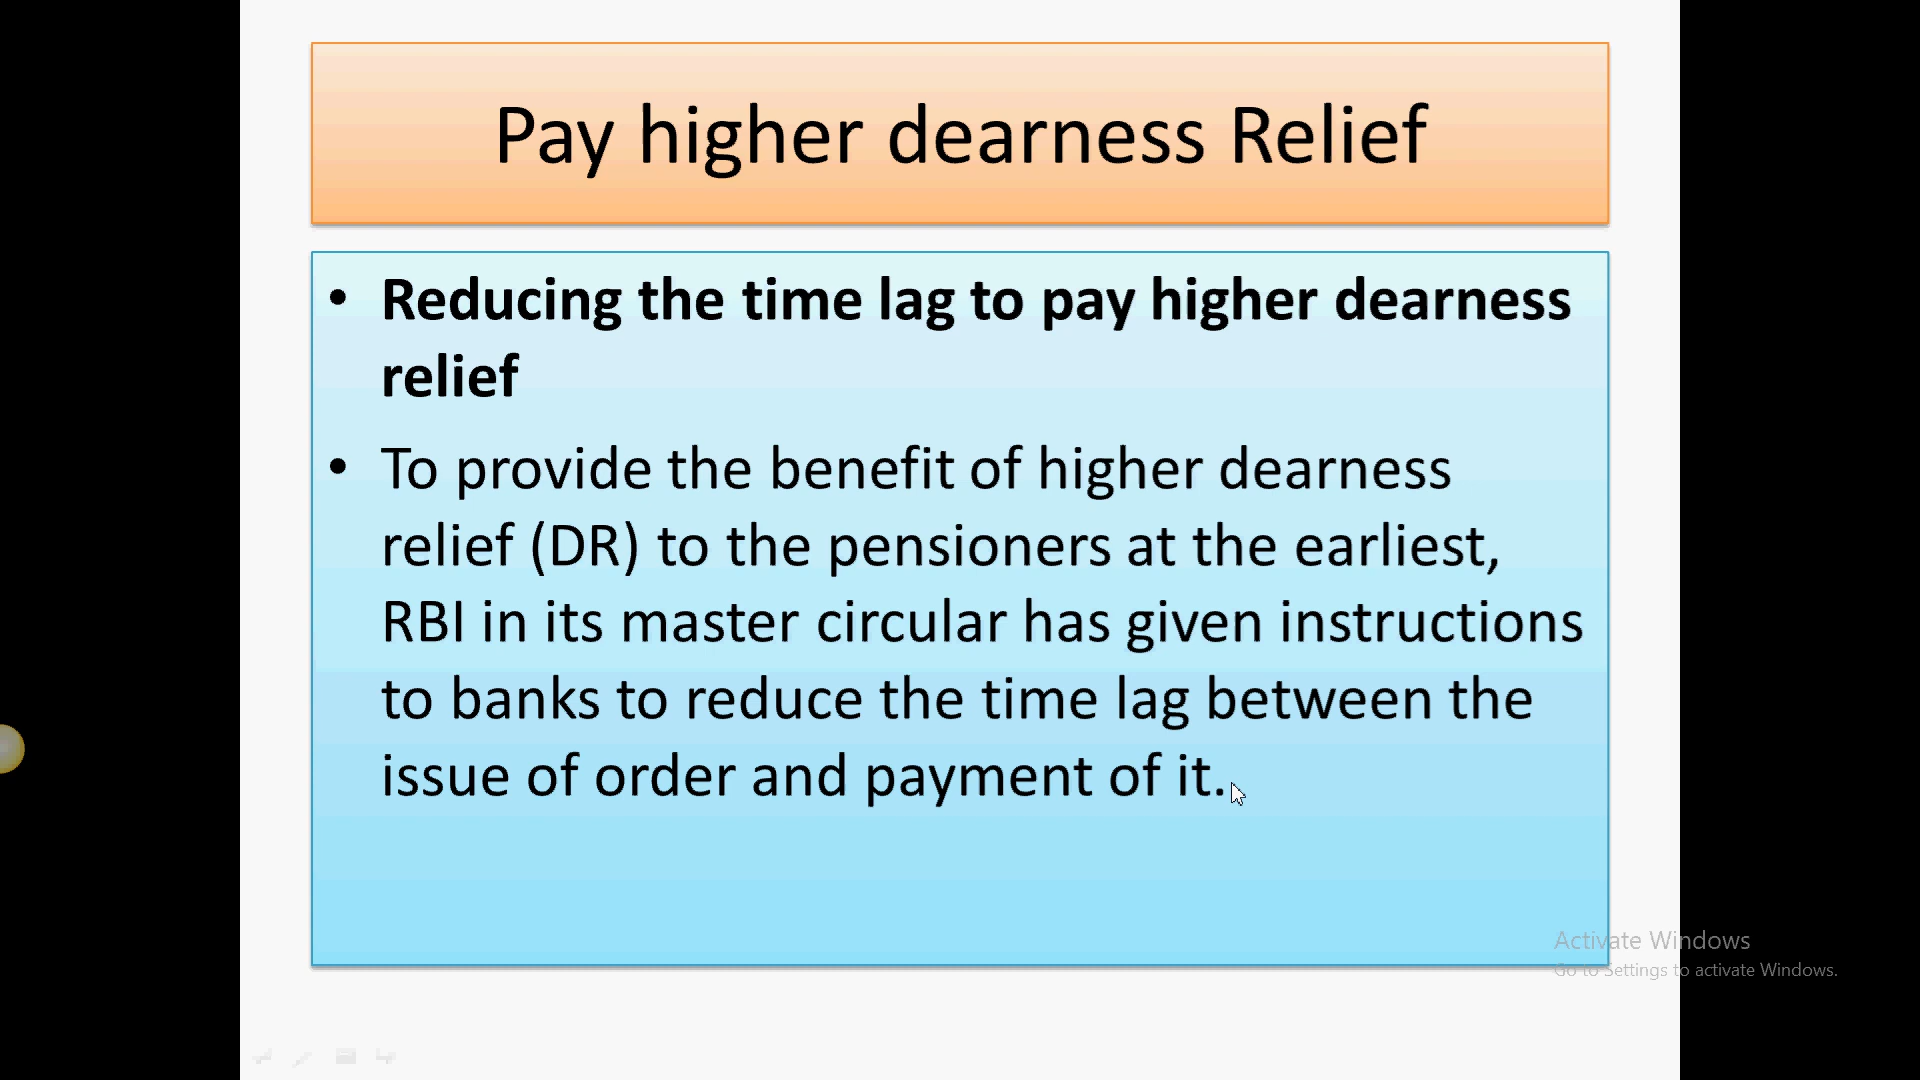 Pay higher dearness Relief
• Reducing the time lag to pay higher dearness
relief
• To provide the benefit of higher dearness
relief (DR) to the pensioners at the earliest,
RBI in its master circular has given instructions
to banks to reduce the time lag between the
issue of order and payment of it.
Activate Windows
Go to Settings to activate Windows.